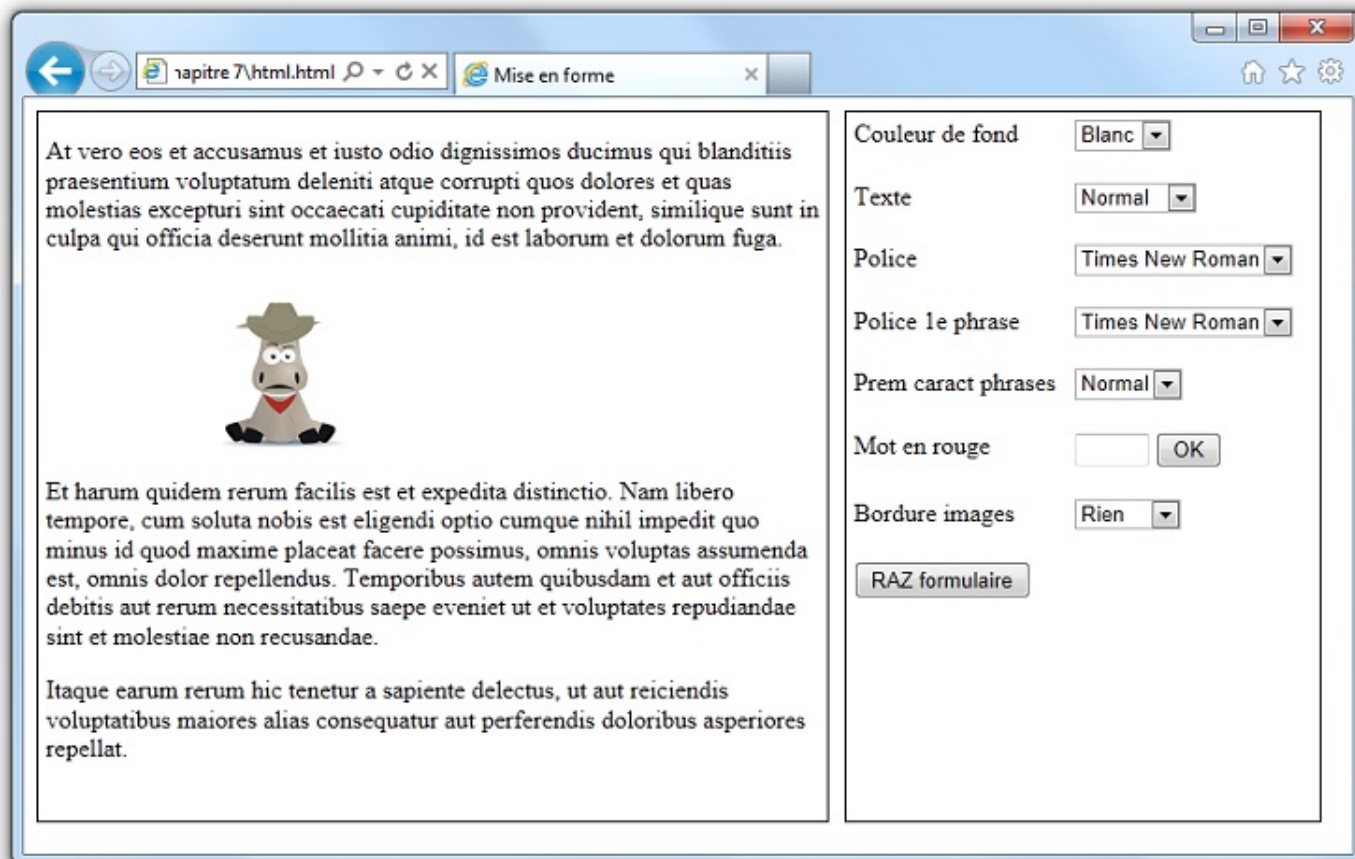 hapitre 7\html.html
Mise en forme
At vero eos et accusamus et iusto odio dignissimos ducimus qui blanditiis
praesentium voluptatum deleniti atque corrupti quos dolores et quas
molestias excepturi sint occaecati cupiditate non provident, similique sunt in
culpa qui officia deserunt mollitia animi, id est laborum et dolorum fuga.
Et harum quidem rerum facilis est et expedita distinctio. Nam libero
tempore, cum soluta nobis est eligendi optio cumque nihil impedit quo
minus id quod maxime placeat facere possimus, omnis voluptas assumenda
est, omnis dolor repellendus. Temporibus autem quibusdam et aut officiis
debitis aut rerum necessitatibus saepe eveniet ut et voluptates repudiandae
sint et molestiae non recusandae.
Itaque earum rerum hic tenetur a sapiente delectus, ut aut reiciendis
voluptatibus maiores alias consequatur aut perferendis doloribus asperiores
repellat.
Couleur de fond Blanc
Texte Normal
Police Times New Roman
Police 1e phrase Times New Roman
Prem caract phrases Normal
Mot en rouge OK
Bordure images Rien
RAZ formulaire